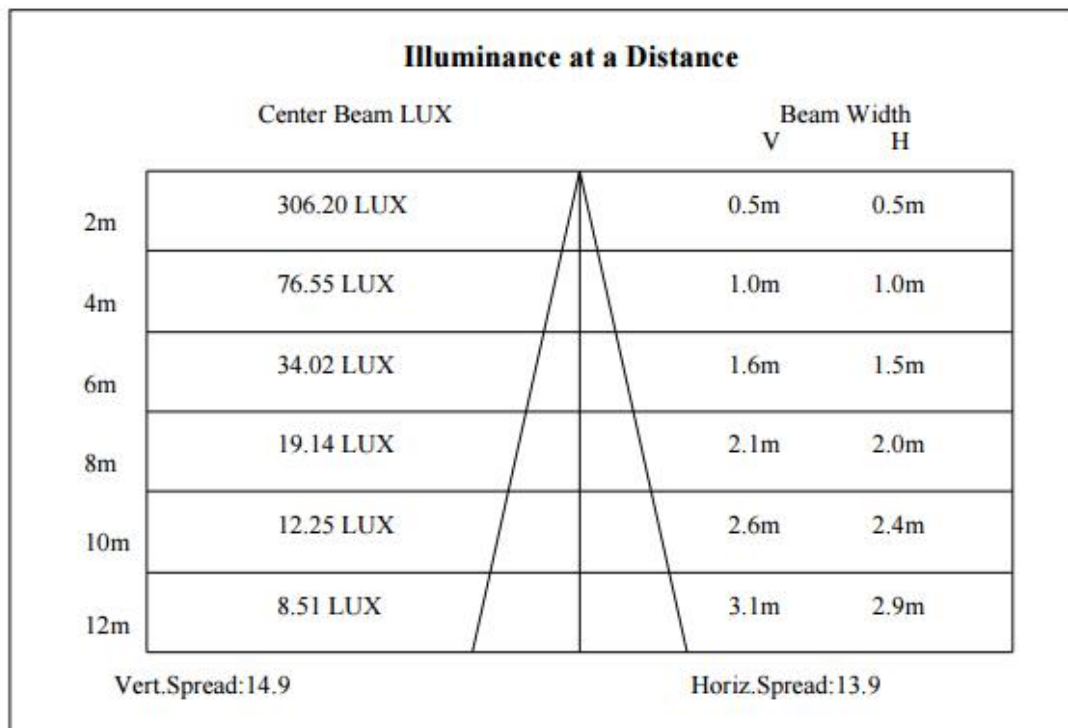 Illuminance at a Distance
Center Beam LUX Beam Width
V H
306.20 LUX 0.5m 0.5m
2m
76.55 LUX 1.0m 1.0m
4m
34.02 LUX 1.6m 1.5m
6m
19.14 LUX 2.1m 2.0m
8m
12.25 LUX 2.6m 2.4m
10m
8.51 LUX 3.1m 2.9m
12m
Vert.Spread:14.9 Horiz.Spread:13.9